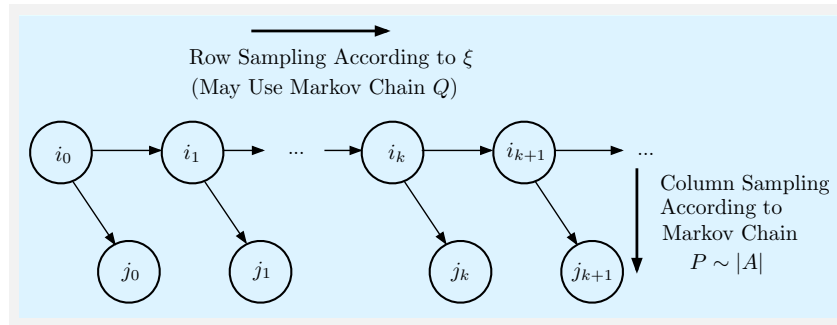 Row Sampling According to ξ
(May Use Markov Chain Q)
i₀ i₁ ... iₖ iₖ₊₁ ...
Column Sampling
According to
Markov Chain
P ∼ |A|
j₀ j₁ jₖ jₖ₊₁